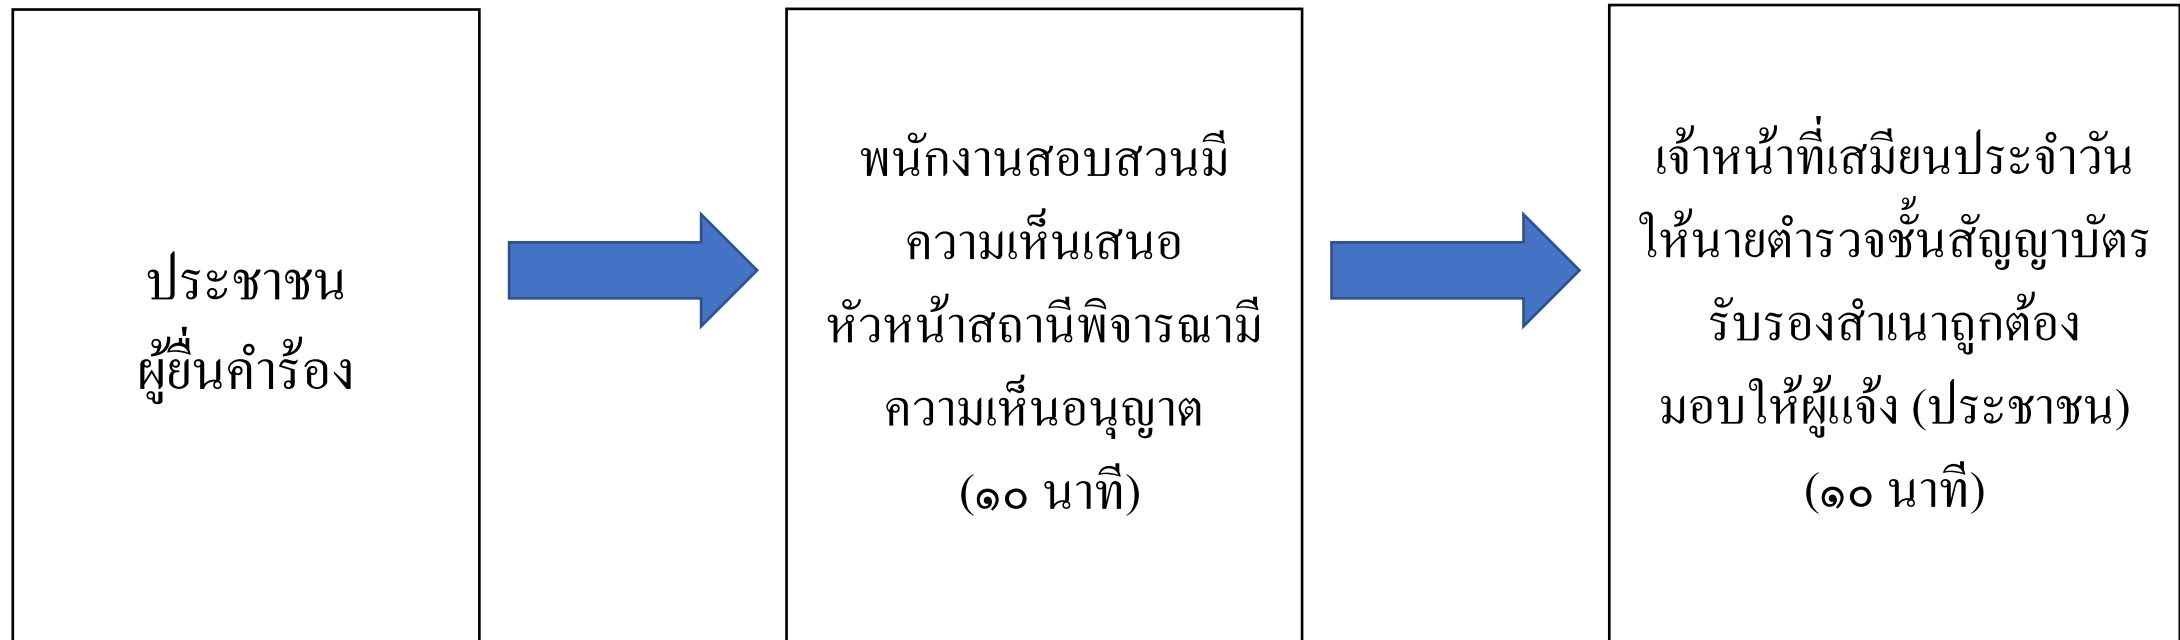 ประชาชน
ผู้ยื่นคำร้อง
พนักงานสอบสวนมี
ความเห็นเสนอ
หัวหน้าสถานีพิจารณามี
ความเห็นอนุญาต
(๑๐ นาที)
เจ้าหน้าที่เสมียนประจำวัน
ให้นายตำรวจชั้นสัญญาบัตร
รับรองสำเนาถูกต้อง
มอบให้ผู้แจ้ง (ประชาชน)
(๑๐ นาที)